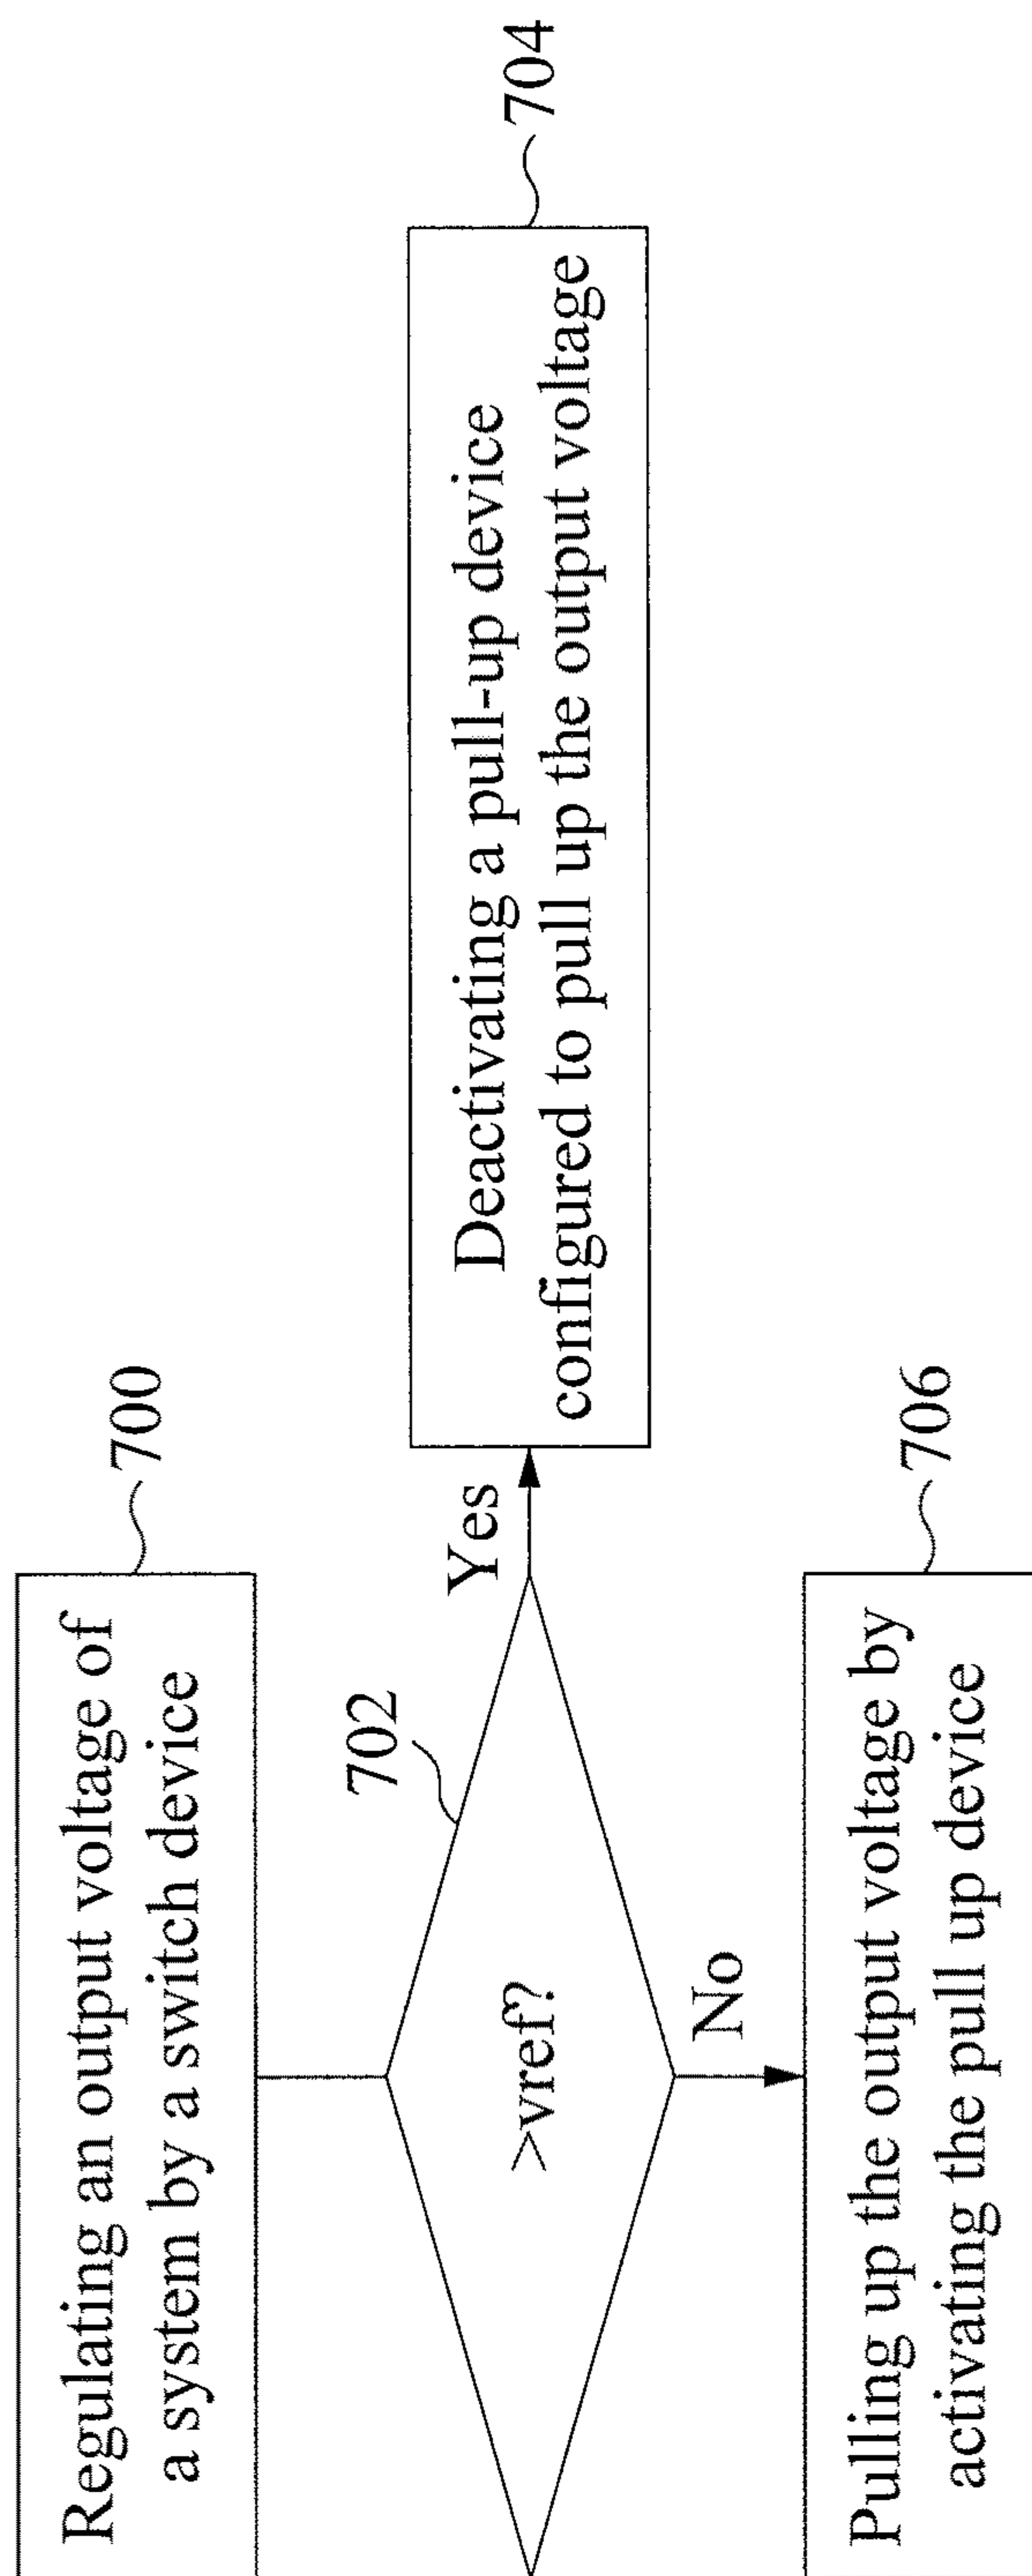 700
Regulating an output voltage of
a system by a switch device
702
>vref?
Yes
704
Deactivating a pull-up device
configured to pull up the output voltage
No
706
Pulling up the output voltage by
activating the pull up device